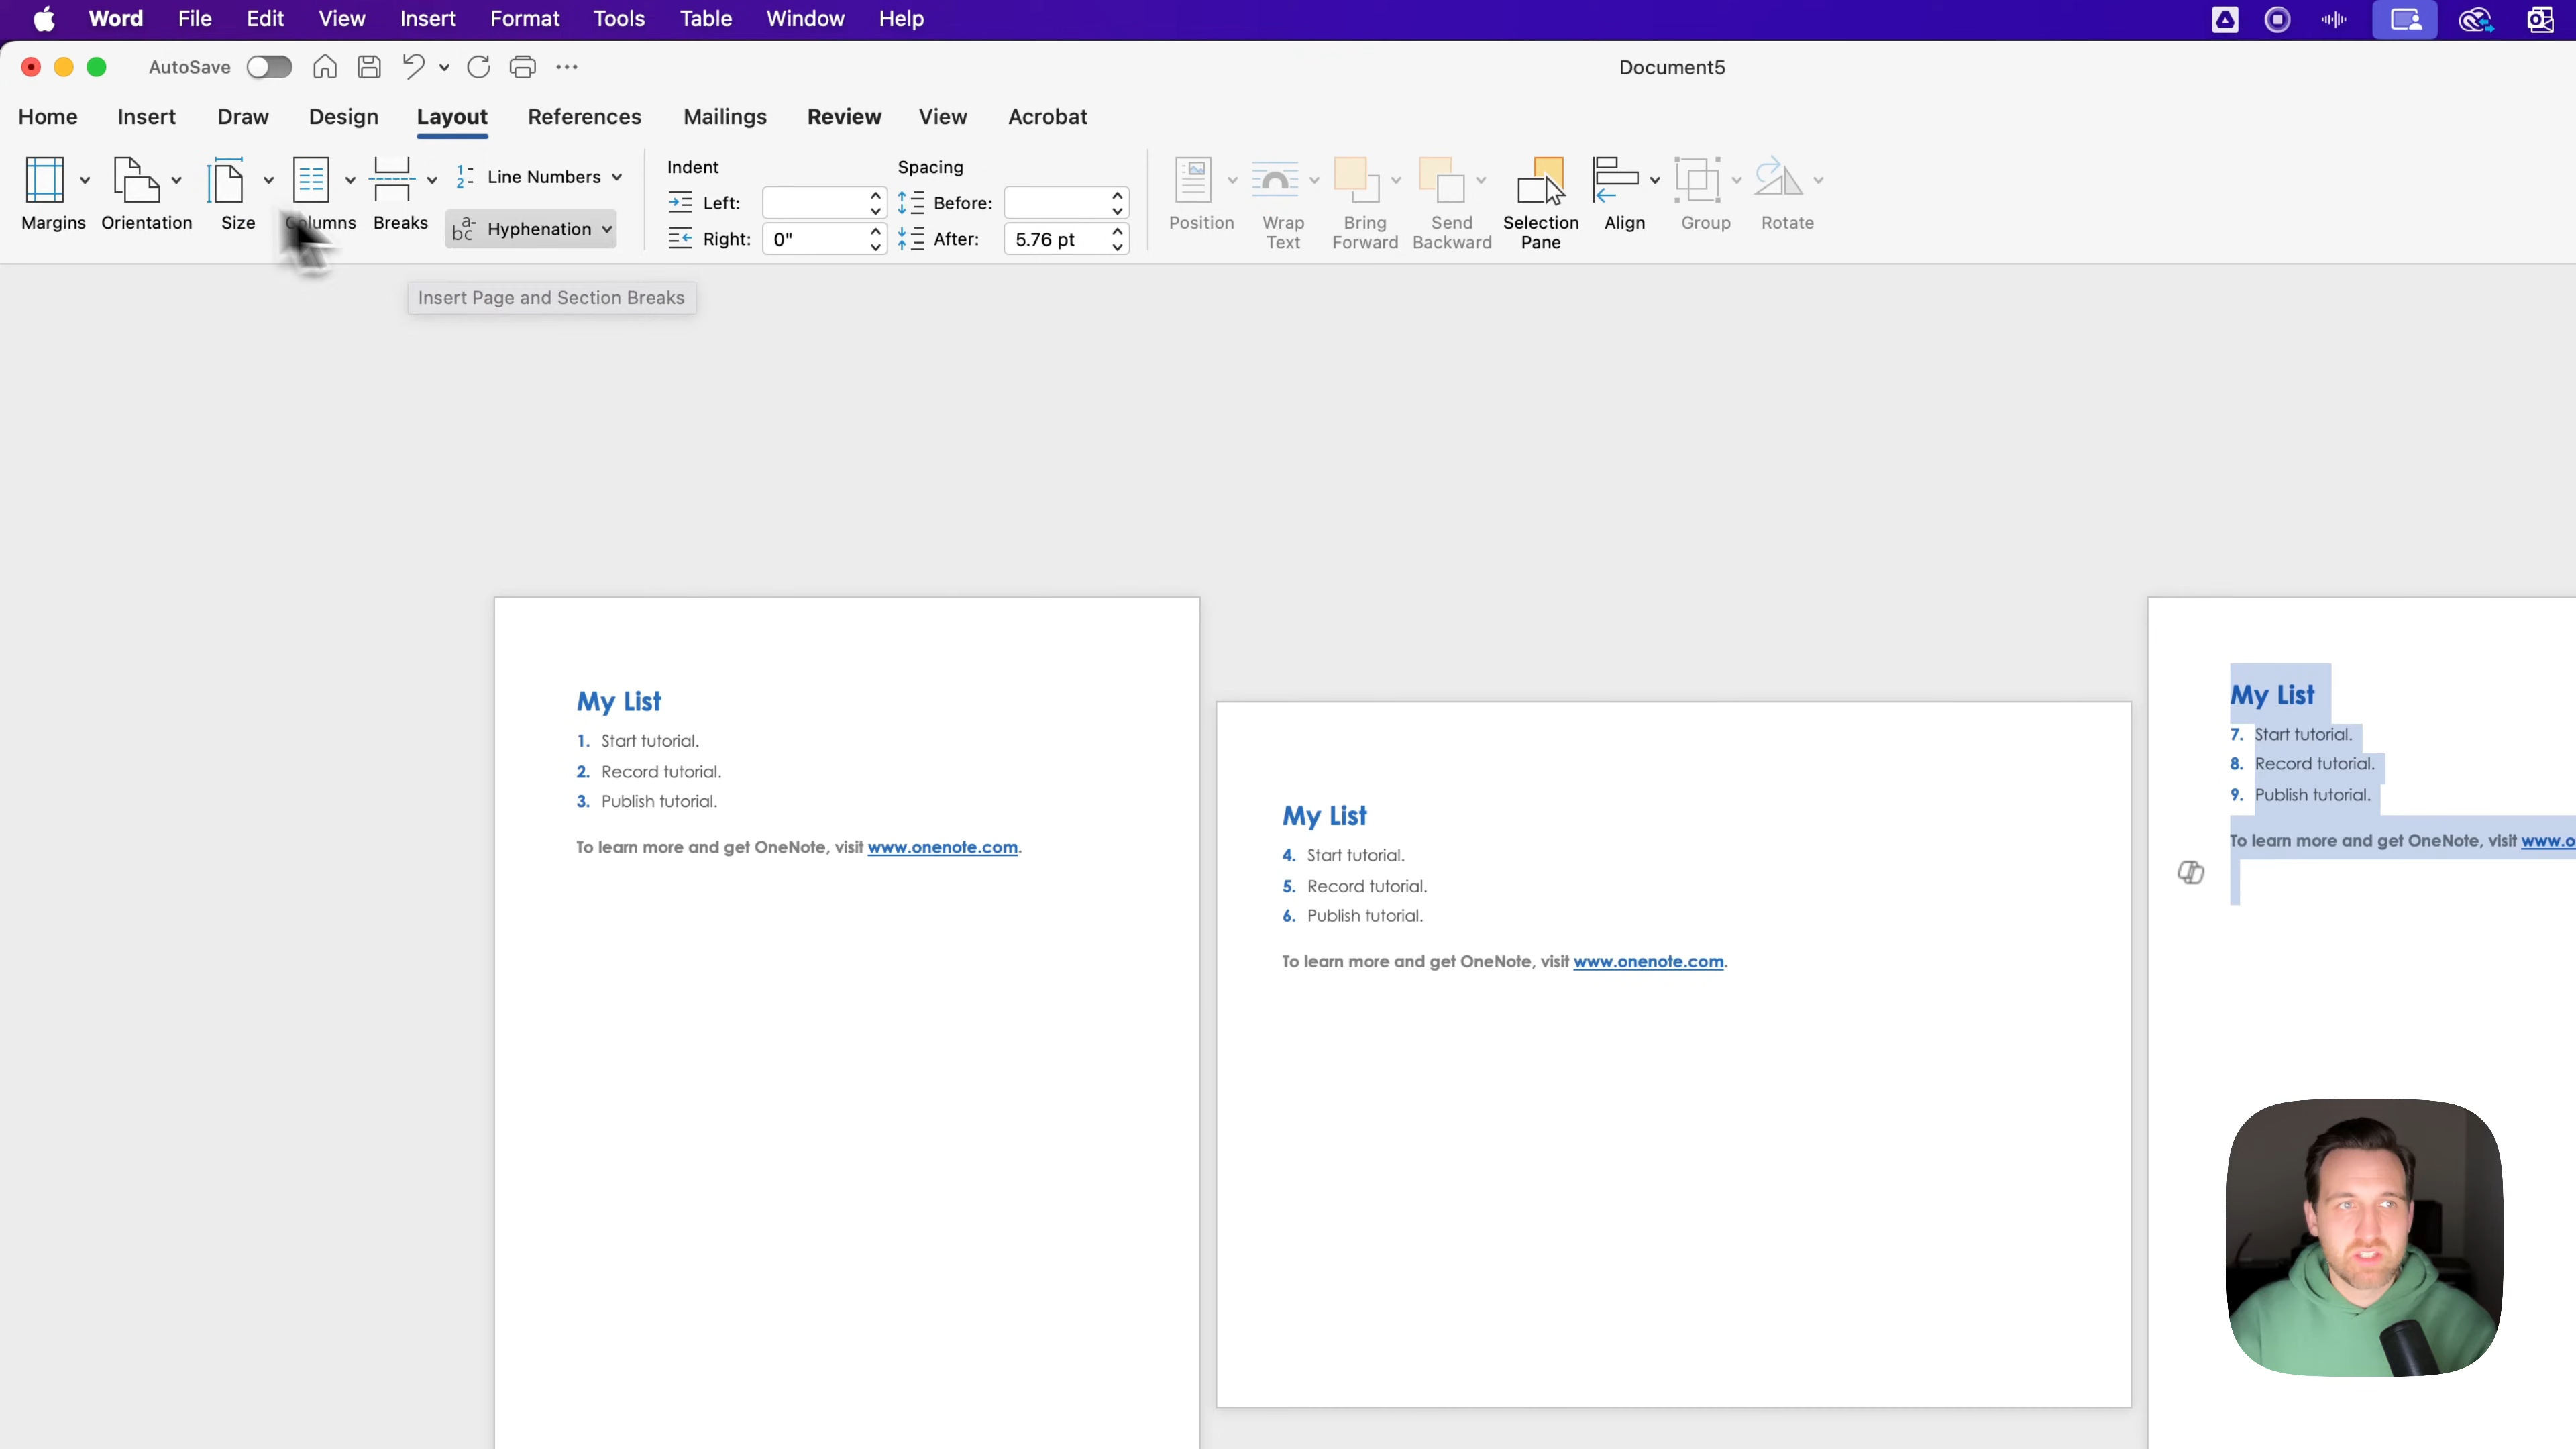 Word File Edit View Insert Format Tools Table Window Help
AutoSave Document5
Home Insert Draw Design Layout References Mailings Review View Acrobat
Margins Orientation Size Columns Breaks
1- 2- Line Numbers
a- bc Hyphenation
Indent
Left:
Right: 0"
Spacing
Before:
After: 5.76 pt
Position
Wrap
Text
Bring
Forward
Send
Backward
Selection
Pane
Align
Group
Rotate
Insert Page and Section Breaks
My List
1. Start tutorial.
2. Record tutorial.
3. Publish tutorial.
To learn more and get OneNote, visit www.onenote.com.
My List
4. Start tutorial.
5. Record tutorial.
6. Publish tutorial.
To learn more and get OneNote, visit www.onenote.com.
My List
7. Start tutorial.
8. Record tutorial.
9. Publish tutorial.
To learn more and get OneNote, visit www.o